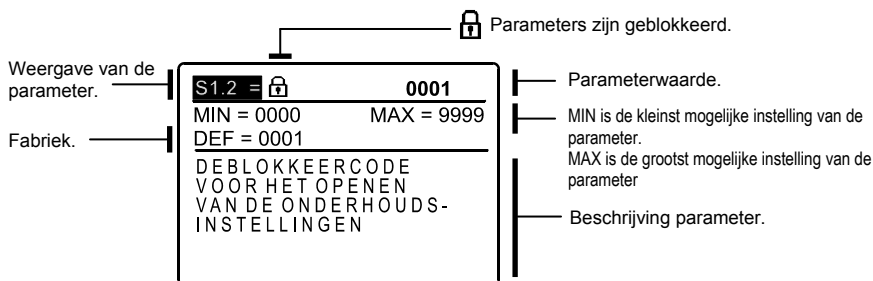 Parameters zijn geblokkeerd.
Weergave van de
parameter.
Fabriek.
S1.2 = 0001
MIN = 0000 MAX = 9999
DEF = 0001
DEBLOKKEERCODE
VOOR HET OPENEN
VAN DE ONDERHOUDS-
INSTELLINGEN
Parameterwaarde.
MIN is de kleinst mogelijke instelling van de
parameter.
MAX is de grootst mogelijke instelling van de
parameter
Beschrijving parameter.